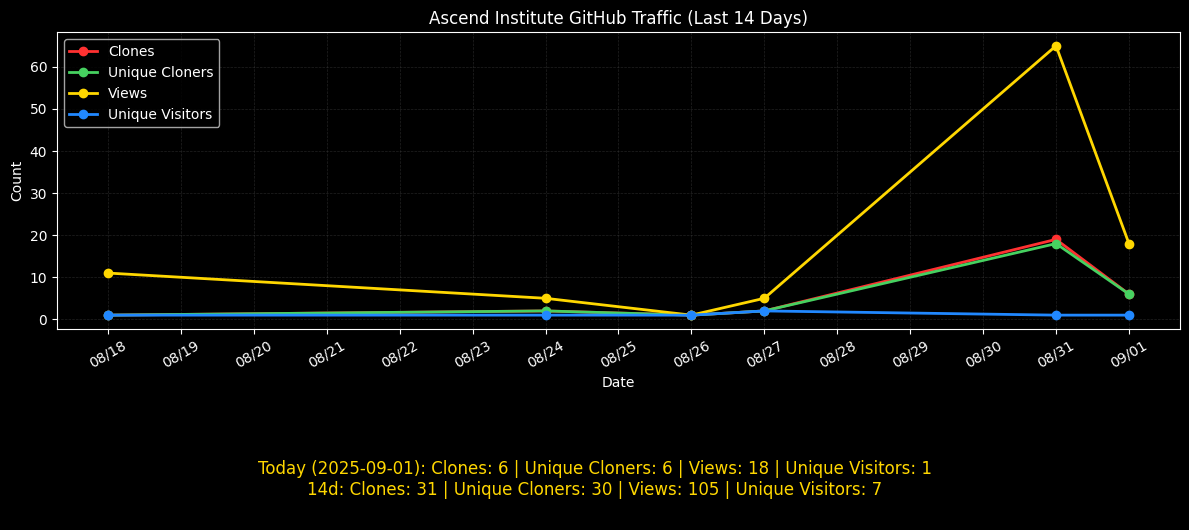 Ascend Institute GitHub Traffic (Last 14 Days)
Clones
Unique Cloners
Views
Unique Visitors
Count
60
50
40
30
20
10
0
08/18
08/19
08/20
08/21
08/22
08/23
08/24
08/25
08/26
08/27
08/28
08/29
08/30
08/31
09/01
Date
Today (2025-09-01): Clones: 6 | Unique Cloners: 6 | Views: 18 | Unique Visitors: 1
14d: Clones: 31 | Unique Cloners: 30 | Views: 105 | Unique Visitors: 7